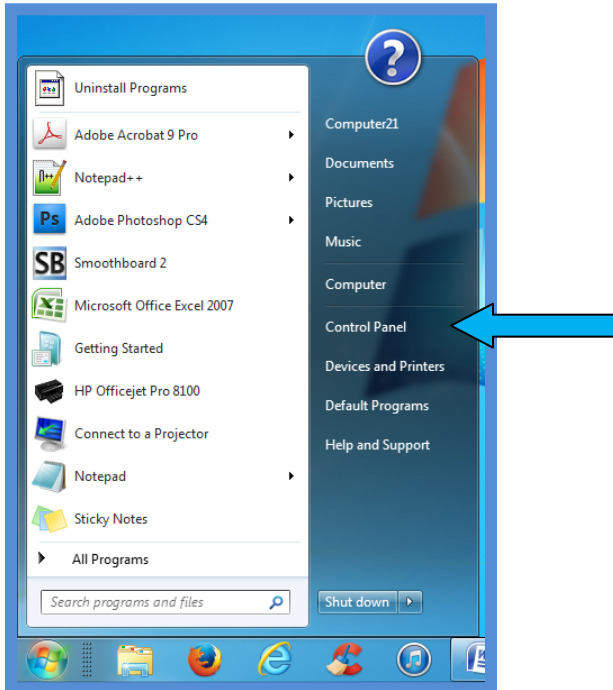 Uninstall Programs
Adobe Acrobat 9 Pro
Notepad++
Ps Adobe Photoshop CS4
SB Smoothboard 2
Microsoft Office Excel 2007
Getting Started
HP Officejet Pro 8100
Connect to a Projector
Notepad
Sticky Notes
All Programs
Search programs and files
?
Computer21
Documents
Pictures
Music
Computer
Control Panel
Devices and Printers
Default Programs
Help and Support
Shut down